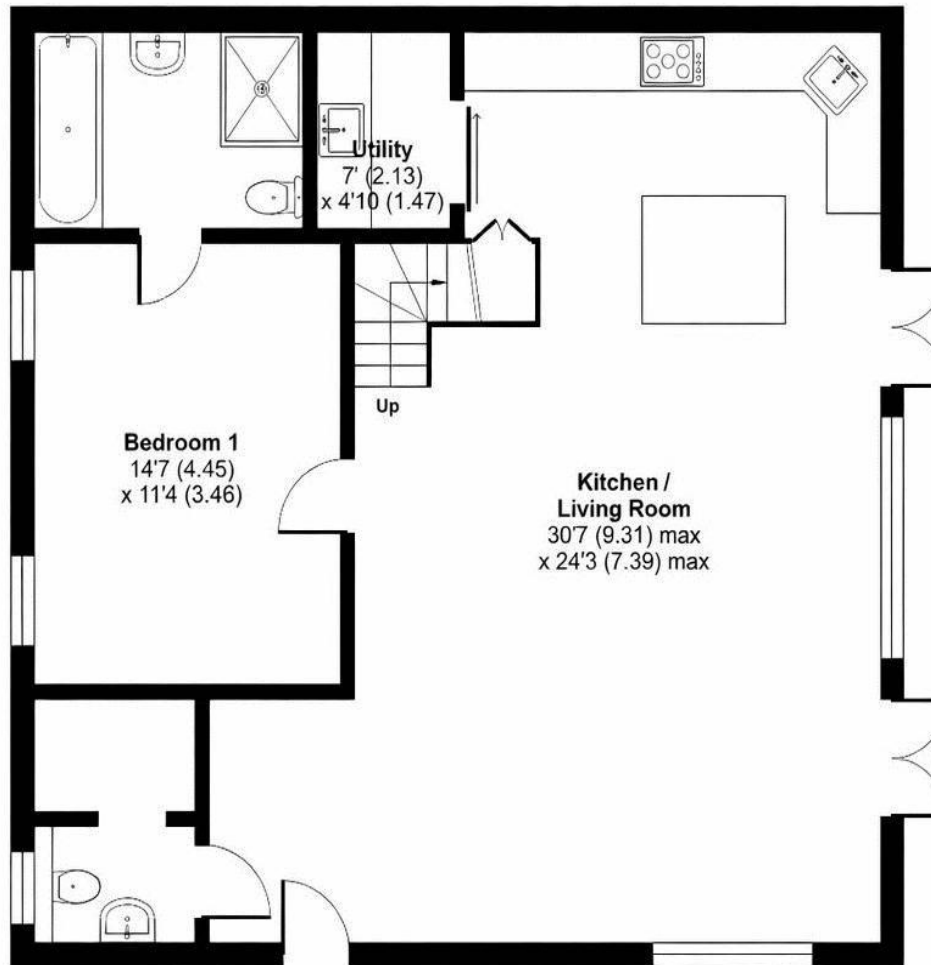 Utility
7' (2.13)
x 4'10 (1.47)
Up
Bedroom 1
14'7 (4.45)
x 11'4 (3.46)
Kitchen /
Living Room
30'7 (9.31) max
x 24'3 (7.39) max